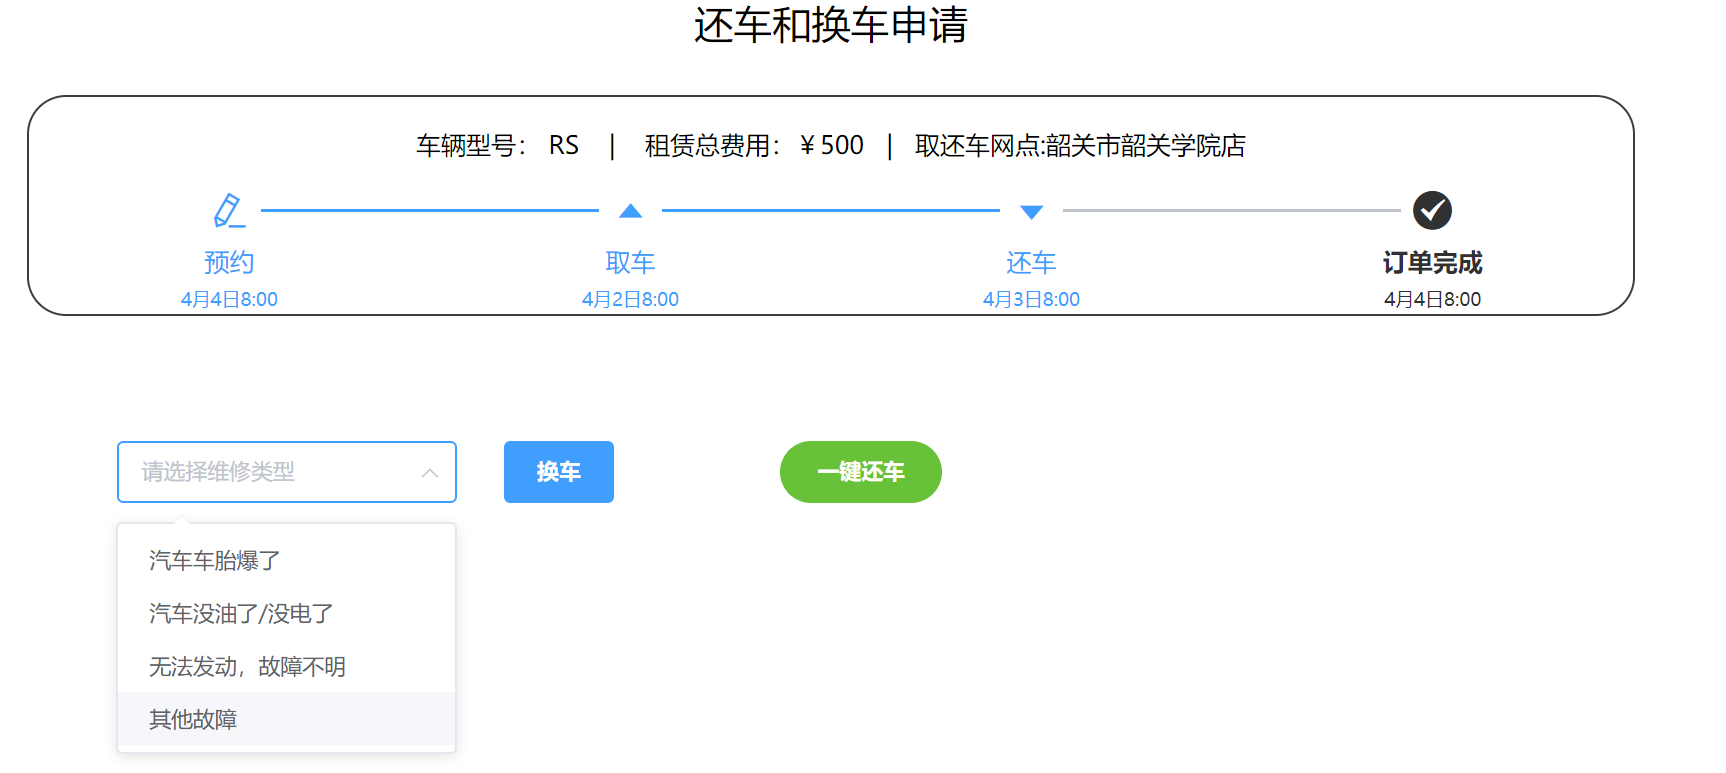 还车和换车申请
车辆型号： RS | 租赁总费用：￥500 | 取还车网点:韶关市韶关学院店
预约 取车 还车 订单完成
4月4日8:00 4月2日8:00 4月3日8:00 4月4日8:00
请选择维修类型 换车 一键还车
汽车车胎爆了
汽车没油了/没电了
无法发动，故障不明
其他故障